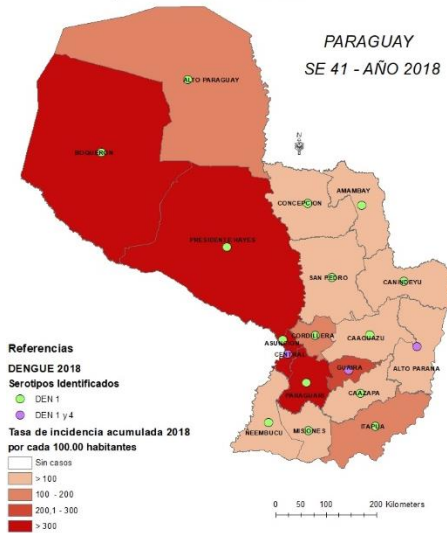 PARAGUAY
SE 41 - AÑO 2018
ALTO PARAGUAY
N
BOQUERON
AMAMBAY
CONCEPCION
PRESIDENTE HAYES
SAN PEDRO
CANINDEYU
CORDILLERA
ASUNCION
CAAGUAZU
CENTRAL
GUAIRA
ALTO PARANA
PARAGUARI
CAAZAPA
ÑEEMBUCU
MISIONES
ITAPUA
Referencias
DENGUE 2018
Serotipos Identificados
DEN 1
DEN 1 y 4
Tasa de incidencia acumulada 2018
por cada 100.00 habitantes
Sin casos
> 100
100 - 200
200,1 - 300
> 300
0 50 100 200 Kilometers